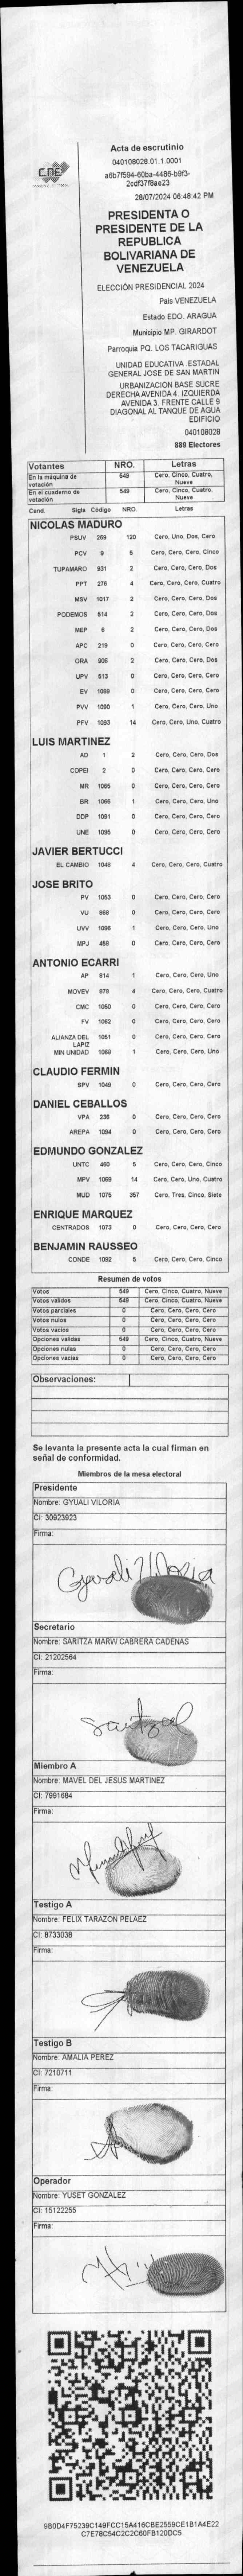 CNE
Acta de escrutinio
040108028.01.1.0001
a6b7f594-60ba-4486-b9f3-
2cdf37f8ae23
28/07/2024 06:48:42 PM
PRESIDENTA O
PRESIDENTE DE LA
REPUBLICA
BOLIVARIANA DE
VENEZUELA
ELECCIÓN PRESIDENCIAL 2024
País VENEZUELA
Estado EDO. ARAGUA
Municipio MP. GIRARDOT
Parroquia PQ. LOS TACARIGUAS
UNIDAD EDUCATIVA ESTADAL
GENERAL JOSE DE SAN MARTIN
URBANIZACIÓN BASE SUCRE
DERECHA AVENIDA 4. IZQUIERDA
AVENIDA 3. FRENTE CALLE 9
DIAGONAL AL TANQUE DE AGUA
EDIFICIO
040108028
889 Electores
Votantes NRO. Letras
En la máquina de votación 549 Cero, Cinco, Cuatro, Nueve
En el cuaderno de votación 549 Cero, Cinco, Cuatro, Nueve
Cand. Sigla Código NRO. Letras
NICOLAS MADURO
PSUV 269 120 Cero, Uno, Dos, Cero
PCV 9 5 Cero, Cero, Cero, Cinco
TUPAMARO 931 2 Cero, Cero, Cero, Dos
PPT 276 4 Cero, Cero, Cero, Cuatro
MSV 1017 2 Cero, Cero, Cero, Dos
PODEMOS 514 2 Cero, Cero, Cero, Dos
MEP 6 2 Cero, Cero, Cero, Dos
APC 219 0 Cero, Cero, Cero, Cero
ORA 906 2 Cero, Cero, Cero, Dos
UPV 513 0 Cero, Cero, Cero, Cero
EV 1089 0 Cero, Cero, Cero, Cero
PVV 1090 1 Cero, Cero, Cero, Uno
PFV 1093 14 Cero, Cero, Uno, Cuatro
LUIS MARTINEZ
AD 1 2 Cero, Cero, Cero, Dos
COPEI 2 0 Cero, Cero, Cero, Cero
MR 1065 0 Cero, Cero, Cero, Cero
BR 1066 1 Cero, Cero, Cero, Uno
DDP 1091 0 Cero, Cero, Cero, Cero
UNE 1095 0 Cero, Cero, Cero, Cero
JAVIER BERTUCCI
EL CAMBIO 1048 4 Cero, Cero, Cero, Cuatro
JOSE BRITO
PV 1053 0 Cero, Cero, Cero, Cero
VU 868 0 Cero, Cero, Cero, Cero
UVV 1096 1 Cero, Cero, Cero, Uno
MPJ 458 0 Cero, Cero, Cero, Cero
ANTONIO ECARRI
AP 814 1 Cero, Cero, Cero, Uno
MOVEV 979 4 Cero, Cero, Cero, Cuatro
CMC 1050 0 Cero, Cero, Cero, Cero
FV 1062 0 Cero, Cero, Cero, Cero
ALIANZA DEL LAPIZ 1051 0 Cero, Cero, Cero, Cero
MIN UNIDAD 1068 1 Cero, Cero, Cero, Uno
CLAUDIO FERMIN
SPV 1049 0 Cero, Cero, Cero, Cero
DANIEL CEBALLOS
VPA 236 0 Cero, Cero, Cero, Cero
AREPA 1084 0 Cero, Cero, Cero, Cero
EDMUNDO GONZALEZ
UNTC 460 5 Cero, Cero, Cero, Cinco
MPV 1069 14 Cero, Cero, Uno, Cuatro
MUD 1075 357 Cero, Tres, Cinco, Siete
ENRIQUE MARQUEZ
CENTRADOS 1073 0 Cero, Cero, Cero, Cero
BENJAMIN RAUSSEO
CONDE 1092 5 Cero, Cero, Cero, Cinco
Resumen de votos
Votos 549 Cero, Cinco, Cuatro, Nueve
Votos validos 549 Cero, Cinco, Cuatro, Nueve
Votos parciales 0 Cero, Cero, Cero, Cero
Votos nulos 0 Cero, Cero, Cero, Cero
Votos vacios 0 Cero, Cero, Cero, Cero
Opciones validas 549 Cero, Cinco, Cuatro, Nueve
Opciones nulas 0 Cero, Cero, Cero, Cero
Opciones vacias 0 Cero, Cero, Cero, Cero
Observaciones:
Se levanta la presente acta la cual firman en
señal de conformidad.
Miembros de la mesa electoral
Presidente
Nombre: GYUALI VILORIA
CI: 30923923
Firma:
Gyuali Viloria
Secretario
Nombre: SARITZA MARW CABRERA CADENAS
CI: 21202564
Firma:
Miembro A
Nombre: MAVEL DEL JESUS MARTINEZ
CI: 7991684
Firma:
Testigo A
Nombre: FELIX TARAZON PELAEZ
CI: 8733038
Firma:
Testigo B
Nombre: AMALIA PEREZ
CI: 7210711
Firma:
Operador
Nombre: YUSET GONZALEZ
CI: 15122255
Firma:
9B0D4F75239C149FCC15A416CBE2559CE1B1A4E22
C7E78C54C2C2C60FB120DC5